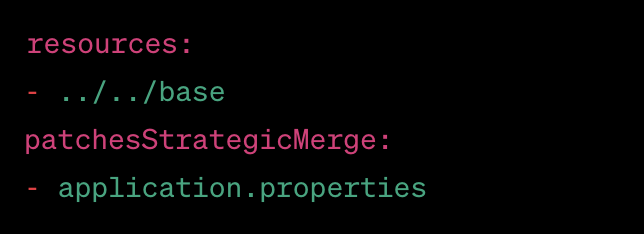 resources:
- ../../base
patchesStrategicMerge:
- application.properties